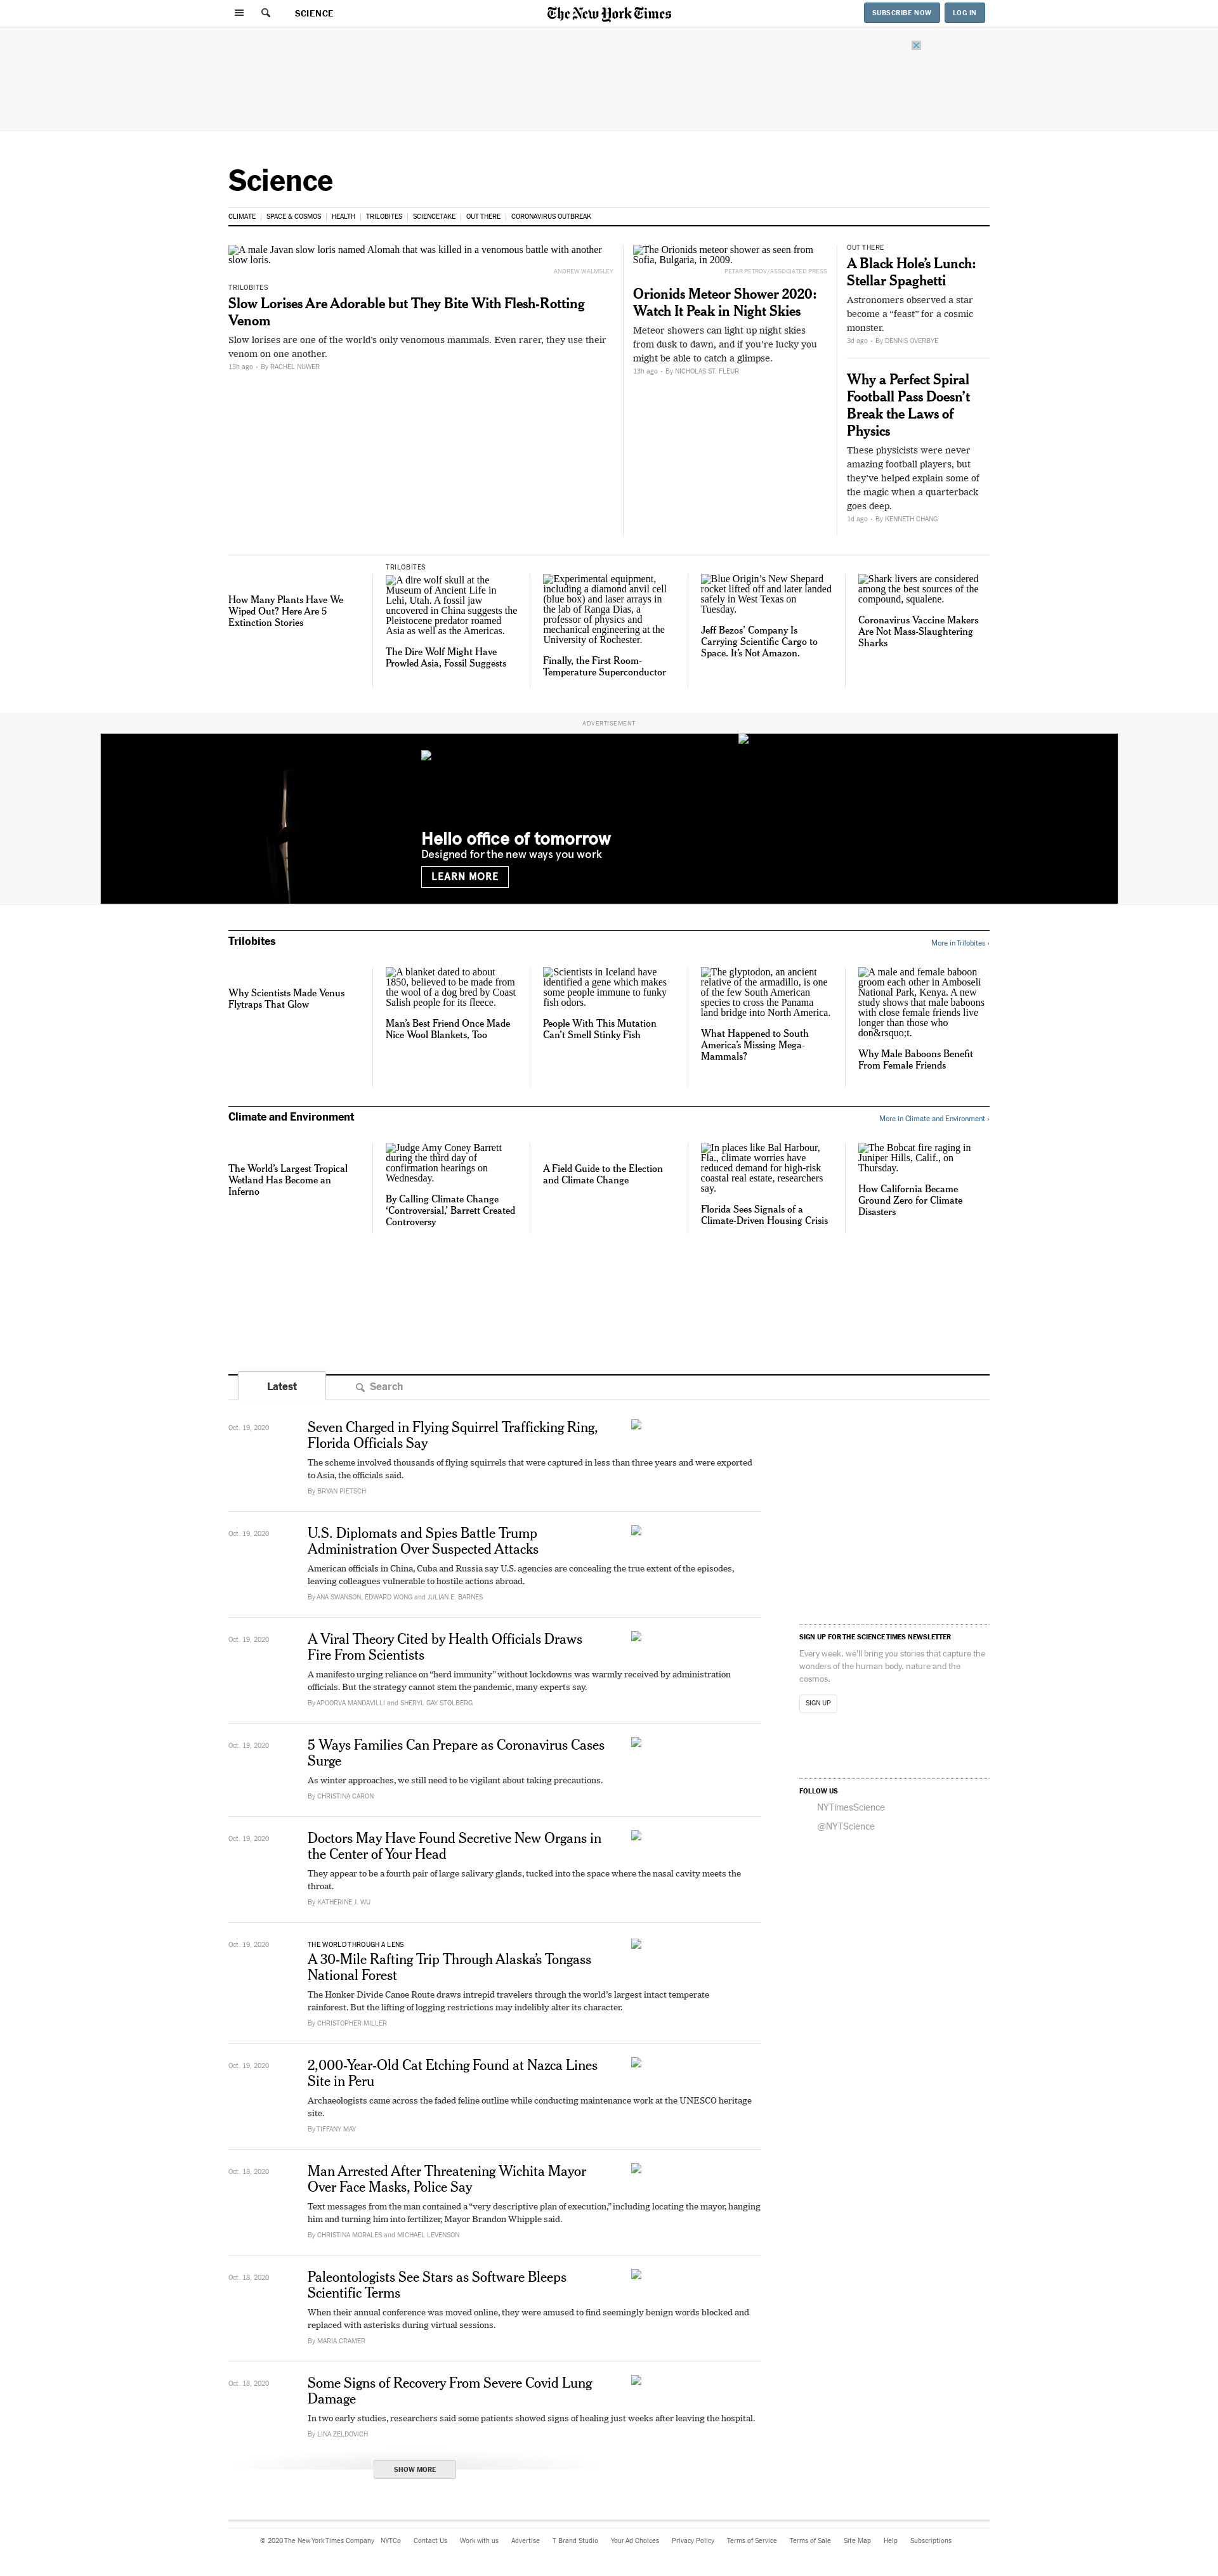 SCIENCE
The New York Times
SUBSCRIBE NOW
LOG IN
Science
CLIMATE
SPACE & COSMOS
HEALTH
TRILOBITES
SCIENCETAKE
OUT THERE
CORONAVIRUS OUTBREAK
A male Javan slow loris named Alomah that was killed in a venomous battle with another
slow loris.
ANDREW WALMSLEY
TRILOBITES
Slow Lorises Are Adorable but They Bite With Flesh-Rotting
Venom
Slow lorises are one of the world’s only venomous mammals. Even rarer, they use their
venom on one another.
13h ago • By RACHEL NUWER
The Orionids meteor shower as seen from
Sofia, Bulgaria, in 2009.
PETAR PETROV/ASSOCIATED PRESS
Orionids Meteor Shower 2020:
Watch It Peak in Night Skies
Meteor showers can light up night skies
from dusk to dawn, and if you’re lucky you
might be able to catch a glimpse.
13h ago • By NICHOLAS ST. FLEUR
OUT THERE
A Black Hole’s Lunch:
Stellar Spaghetti
Astronomers observed a star
become a “feast” for a cosmic
monster.
3d ago • By DENNIS OVERBYE
Why a Perfect Spiral
Football Pass Doesn’t
Break the Laws of
Physics
These physicists were never
amazing football players, but
they’ve helped explain some of
the magic when a quarterback
goes deep.
1d ago • By KENNETH CHANG
How Many Plants Have We
Wiped Out? Here Are 5
Extinction Stories
TRILOBITES
A dire wolf skull at the
Museum of Ancient Life in
Lehi, Utah. A fossil jaw
uncovered in China suggests the
Pleistocene predator roamed
Asia as well as the Americas.
The Dire Wolf Might Have
Prowled Asia, Fossil Suggests
Experimental equipment,
including a diamond anvil cell
(blue box) and laser arrays in
the lab of Ranga Dias, a
professor of physics and
mechanical engineering at the
University of Rochester.
Finally, the First Room-
Temperature Superconductor
Blue Origin’s New Shepard
rocket lifted off and later landed
safely in West Texas on
Tuesday.
Jeff Bezos’ Company Is
Carrying Scientific Cargo to
Space. It’s Not Amazon.
Shark livers are considered
among the best sources of the
compound, squalene.
Coronavirus Vaccine Makers
Are Not Mass-Slaughtering
Sharks
ADVERTISEMENT
Hello office of tomorrow
Designed for the new ways you work
LEARN MORE
Trilobites
More in Trilobites ›
Why Scientists Made Venus
Flytraps That Glow
A blanket dated to about
1850, believed to be made from
the wool of a dog bred by Coast
Salish people for its fleece.
Man’s Best Friend Once Made
Nice Wool Blankets, Too
Scientists in Iceland have
identified a gene which makes
some people immune to funky
fish odors.
People With This Mutation
Can’t Smell Stinky Fish
The glyptodon, an ancient
relative of the armadillo, is one
of the few South American
species to cross the Panama
land bridge into North America.
What Happened to South
America’s Missing Mega-
Mammals?
A male and female baboon
groom each other in Amboseli
National Park, Kenya. A new
study shows that male baboons
with close female friends live
longer than those who
don&rsquo;t.
Why Male Baboons Benefit
From Female Friends
Climate and Environment
More in Climate and Environment ›
The World’s Largest Tropical
Wetland Has Become an
Inferno
Judge Amy Coney Barrett
during the third day of
confirmation hearings on
Wednesday.
By Calling Climate Change
‘Controversial,’ Barrett Created
Controversy
A Field Guide to the Election
and Climate Change
In places like Bal Harbour,
Fla., climate worries have
reduced demand for high-risk
coastal real estate, researchers
say.
Florida Sees Signals of a
Climate-Driven Housing Crisis
The Bobcat fire raging in
Juniper Hills, Calif., on
Thursday.
How California Became
Ground Zero for Climate
Disasters
Latest
Search
Oct. 19, 2020
Seven Charged in Flying Squirrel Trafficking Ring,
Florida Officials Say
The scheme involved thousands of flying squirrels that were captured in less than three years and were exported
to Asia, the officials said.
By BRYAN PIETSCH
Oct. 19, 2020
U.S. Diplomats and Spies Battle Trump
Administration Over Suspected Attacks
American officials in China, Cuba and Russia say U.S. agencies are concealing the true extent of the episodes,
leaving colleagues vulnerable to hostile actions abroad.
By ANA SWANSON, EDWARD WONG and JULIAN E. BARNES
Oct. 19, 2020
A Viral Theory Cited by Health Officials Draws
Fire From Scientists
A manifesto urging reliance on “herd immunity” without lockdowns was warmly received by administration
officials. But the strategy cannot stem the pandemic, many experts say.
By APOORVA MANDAVILLI and SHERYL GAY STOLBERG
Oct. 19, 2020
5 Ways Families Can Prepare as Coronavirus Cases
Surge
As winter approaches, we still need to be vigilant about taking precautions.
By CHRISTINA CARON
Oct. 19, 2020
Doctors May Have Found Secretive New Organs in
the Center of Your Head
They appear to be a fourth pair of large salivary glands, tucked into the space where the nasal cavity meets the
throat.
By KATHERINE J. WU
Oct. 19, 2020
THE WORLD THROUGH A LENS
A 30-Mile Rafting Trip Through Alaska’s Tongass
National Forest
The Honker Divide Canoe Route draws intrepid travelers through the world’s largest intact temperate
rainforest. But the lifting of logging restrictions may indelibly alter its character.
By CHRISTOPHER MILLER
Oct. 19, 2020
2,000-Year-Old Cat Etching Found at Nazca Lines
Site in Peru
Archaeologists came across the faded feline outline while conducting maintenance work at the UNESCO heritage
site.
By TIFFANY MAY
Oct. 18, 2020
Man Arrested After Threatening Wichita Mayor
Over Face Masks, Police Say
Text messages from the man contained a “very descriptive plan of execution,” including locating the mayor, hanging
him and turning him into fertilizer, Mayor Brandon Whipple said.
By CHRISTINA MORALES and MICHAEL LEVENSON
Oct. 18, 2020
Paleontologists See Stars as Software Bleeps
Scientific Terms
When their annual conference was moved online, they were amused to find seemingly benign words blocked and
replaced with asterisks during virtual sessions.
By MARIA CRAMER
Oct. 18, 2020
Some Signs of Recovery From Severe Covid Lung
Damage
In two early studies, researchers said some patients showed signs of healing just weeks after leaving the hospital.
By LINA ZELDOVICH
SHOW MORE
SIGN UP FOR THE SCIENCE TIMES NEWSLETTER
Every week, we’ll bring you stories that capture the
wonders of the human body, nature and the
cosmos.
SIGN UP
FOLLOW US
NYTimesScience
@NYTScience
© 2020 The New York Times Company
NYTCo
Contact Us
Work with us
Advertise
T Brand Studio
Your Ad Choices
Privacy Policy
Terms of Service
Terms of Sale
Site Map
Help
Subscriptions